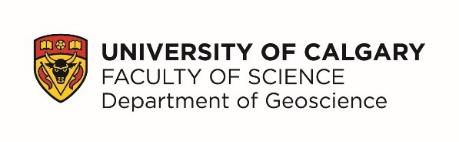 UNIVERSITY OF CALGARY
FACULTY OF SCIENCE
Department of Geoscience